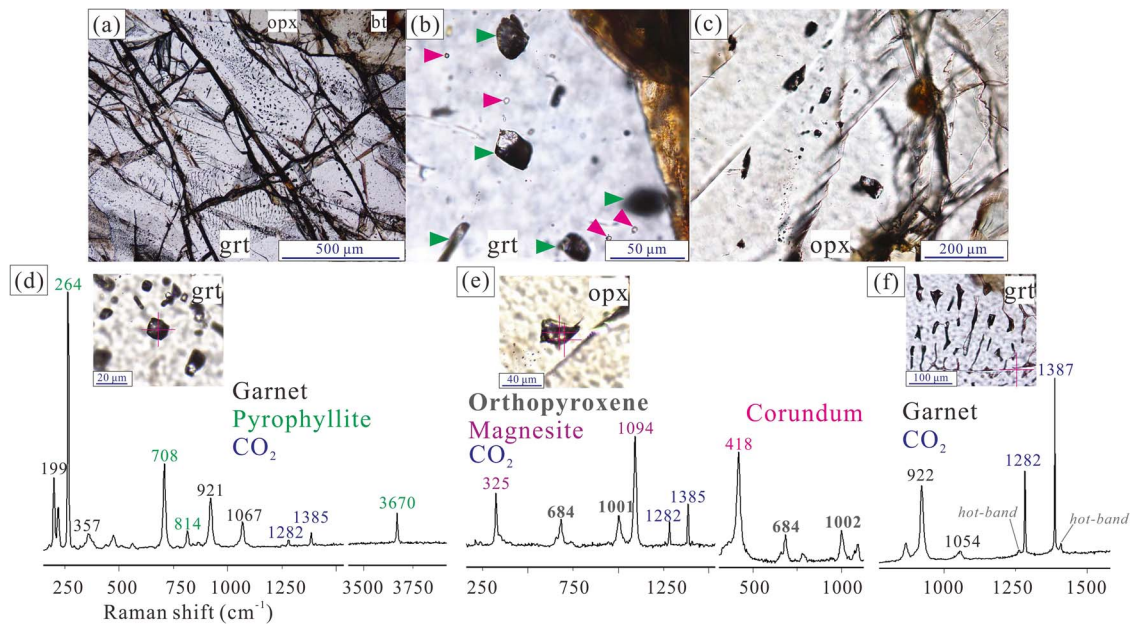 (a)
opx
bt
grt
500 µm
(b)
grt
50 µm
(c)
opx
200 µm
(d)
264
grt
20 µm
Garnet
Pyrophyllite
CO2
199
357
708
814
921
1067
1282
1385
3670
250 500 750 1000 1250 3500 3750
Raman shift (cm-1)
(e)
opx
40 µm
Orthopyroxene
Magnesite
CO2
325
684
1001
1094
1282
1385
250 750 1250
Corundum
418
684
1002
500 1000
(f)
grt
100 µm
1387
Garnet
CO2
922
1054
1282
hot-band
hot-band
1000 1500